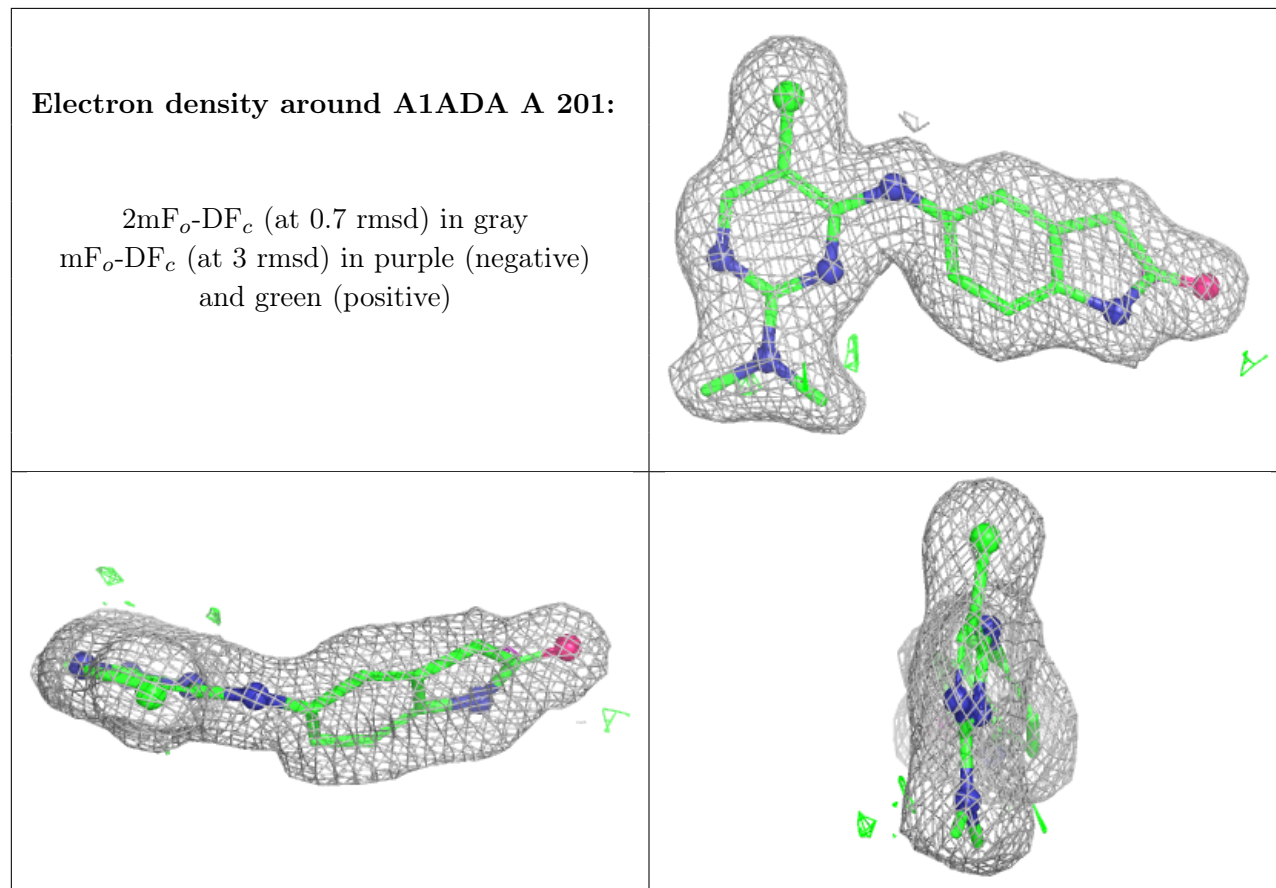 Electron density around A1ADA A 201:
2mFo-DFc (at 0.7 rmsd) in gray
mFo-DFc (at 3 rmsd) in purple (negative)
and green (positive)